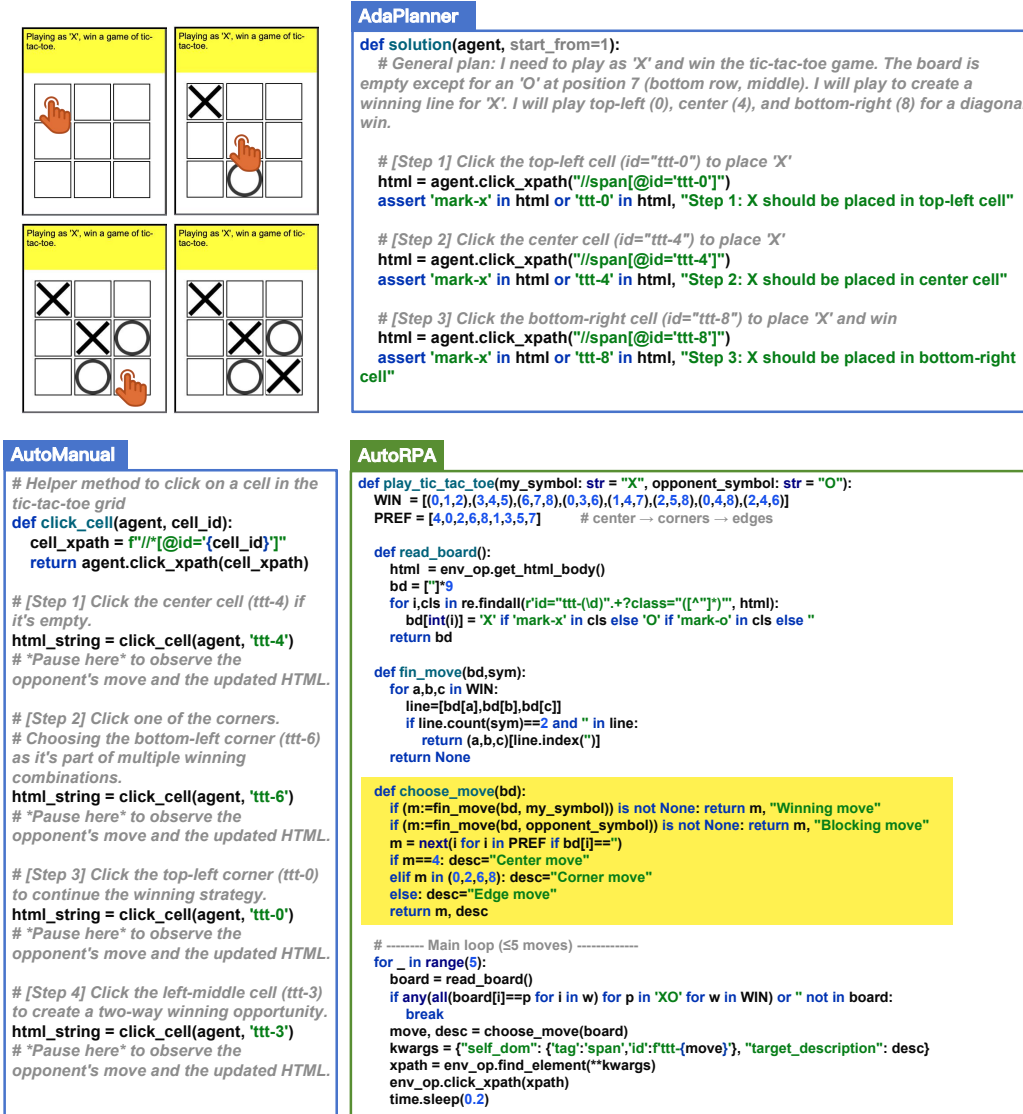 Playing as 'X', win a game of tic-
tac-toe.
Playing as 'X', win a game of tic-
tac-toe.
Playing as 'X', win a game of tic-
tac-toe.
Playing as 'X', win a game of tic-
tac-toe.
AdaPlanner
def solution(agent, start_from=1):
# General plan: I need to play as 'X' and win the tic-tac-toe game. The board is
empty except for an 'O' at position 7 (bottom row, middle). I will play to create a
winning line for 'X'. I will play top-left (0), center (4), and bottom-right (8) for a diagona
win.
# [Step 1] Click the top-left cell (id="ttt-0") to place 'X'
html = agent.click_xpath("//span[@id='ttt-0']")
assert 'mark-x' in html or 'ttt-0' in html, "Step 1: X should be placed in top-left cell"
# [Step 2] Click the center cell (id="ttt-4") to place 'X'
html = agent.click_xpath("//span[@id='ttt-4']")
assert 'mark-x' in html or 'ttt-4' in html, "Step 2: X should be placed in center cell"
# [Step 3] Click the bottom-right cell (id="ttt-8") to place 'X' and win
html = agent.click_xpath("//span[@id='ttt-8']")
assert 'mark-x' in html or 'ttt-8' in html, "Step 3: X should be placed in bottom-right
cell"
AutoManual
# Helper method to click on a cell in the
tic-tac-toe grid
def click_cell(agent, cell_id):
cell_xpath = f"//*[@id='{cell_id}']"
return agent.click_xpath(cell_xpath)
# [Step 1] Click the center cell (ttt-4) if
it's empty.
html_string = click_cell(agent, 'ttt-4')
# *Pause here* to observe the
opponent's move and the updated HTML.
# [Step 2] Click one of the corners.
# Choosing the bottom-left corner (ttt-6)
as it's part of multiple winning
combinations.
html_string = click_cell(agent, 'ttt-6')
# *Pause here* to observe the
opponent's move and the updated HTML.
# [Step 3] Click the top-left corner (ttt-0)
to continue the winning strategy.
html_string = click_cell(agent, 'ttt-0')
# *Pause here* to observe the
opponent's move and the updated HTML.
# [Step 4] Click the left-middle cell (ttt-3)
to create a two-way winning opportunity.
html_string = click_cell(agent, 'ttt-3')
# *Pause here* to observe the
opponent's move and the updated HTML.
AutoRPA
def play_tic_tac_toe(my_symbol: str = "X", opponent_symbol: str = "O"):
WIN = [(0,1,2),(3,4,5),(6,7,8),(0,3,6),(1,4,7),(2,5,8),(0,4,8),(2,4,6)]
PREF = [4,0,2,6,8,1,3,5,7] # center → corners → edges
def read_board():
html = env_op.get_html_body()
bd = ['']*9
for i,cls in re.findall(r'id="ttt-(\d)".+?class="([^"]*)"', html):
bd[int(i)] = 'X' if 'mark-x' in cls else 'O' if 'mark-o' in cls else ''
return bd
def fin_move(bd,sym):
for a,b,c in WIN:
line=[bd[a],bd[b],bd[c]]
if line.count(sym)==2 and '' in line:
return (a,b,c)[line.index('')]
return None
def choose_move(bd):
if (m:=fin_move(bd, my_symbol)) is not None: return m, "Winning move"
if (m:=fin_move(bd, opponent_symbol)) is not None: return m, "Blocking move"
m = next(i for i in PREF if bd[i]=='')
if m==4: desc="Center move"
elif m in (0,2,6,8): desc="Corner move"
else: desc="Edge move"
return m, desc
# -------- Main loop (≤5 moves) -------------
for _ in range(5):
board = read_board()
if any(all(board[i]==p for i in w) for p in 'XO' for w in WIN) or '' not in board:
break
move, desc = choose_move(board)
kwargs = {"self_dom": {'tag':'span','id':f'ttt-{move}'}, "target_description": desc}
xpath = env_op.find_element(**kwargs)
env_op.click_xpath(xpath)
time.sleep(0.2)